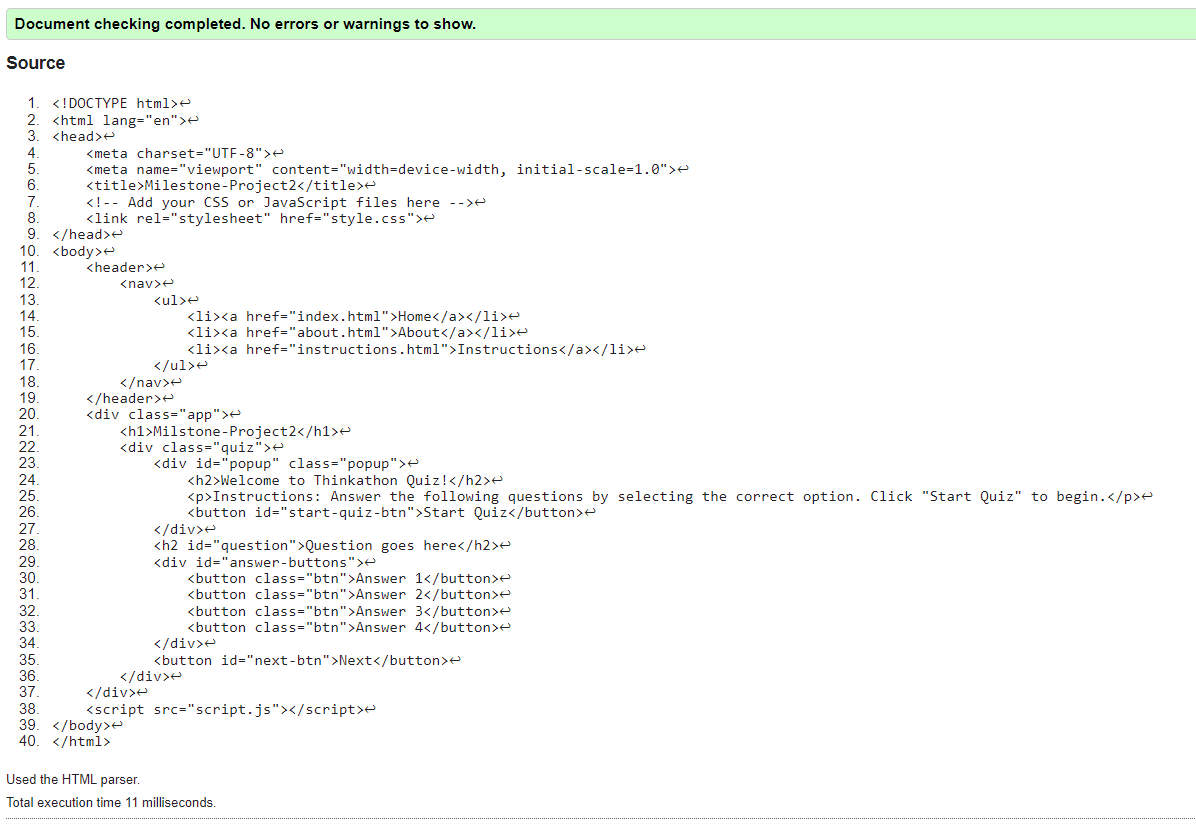 Document checking completed. No errors or warnings to show.
Source
1. <!DOCTYPE html>↩
2. <html lang="en">↩
3. <head>↩
4.     <meta charset="UTF-8">↩
5.     <meta name="viewport" content="width=device-width, initial-scale=1.0">↩
6.     <title>Milestone-Project2</title>↩
7.     <!-- Add your CSS or JavaScript files here -->↩
8.     <link rel="stylesheet" href="style.css">↩
9. </head>↩
10. <body>↩
11.     <header>↩
12.         <nav>↩
13.             <ul>↩
14.                 <li><a href="index.html">Home</a></li>↩
15.                 <li><a href="about.html">About</a></li>↩
16.                 <li><a href="instructions.html">Instructions</a></li>↩
17.             </ul>↩
18.         </nav>↩
19.     </header>↩
20.     <div class="app">↩
21.         <h1>Milstone-Project2</h1>↩
22.         <div class="quiz">↩
23.             <div id="popup" class="popup">↩
24.                 <h2>Welcome to Thinkathon Quiz!</h2>↩
25.                 <p>Instructions: Answer the following questions by selecting the correct option. Click "Start Quiz" to begin.</p>↩
26.                 <button id="start-quiz-btn">Start Quiz</button>↩
27.             </div>↩
28.             <h2 id="question">Question goes here</h2>↩
29.             <div id="answer-buttons">↩
30.                 <button class="btn">Answer 1</button>↩
31.                 <button class="btn">Answer 2</button>↩
32.                 <button class="btn">Answer 3</button>↩
33.                 <button class="btn">Answer 4</button>↩
34.             </div>↩
35.             <button id="next-btn">Next</button>↩
36.         </div>↩
37.     </div>↩
38.     <script src="script.js"></script>↩
39. </body>↩
40. </html>
Used the HTML parser.
Total execution time 11 milliseconds.